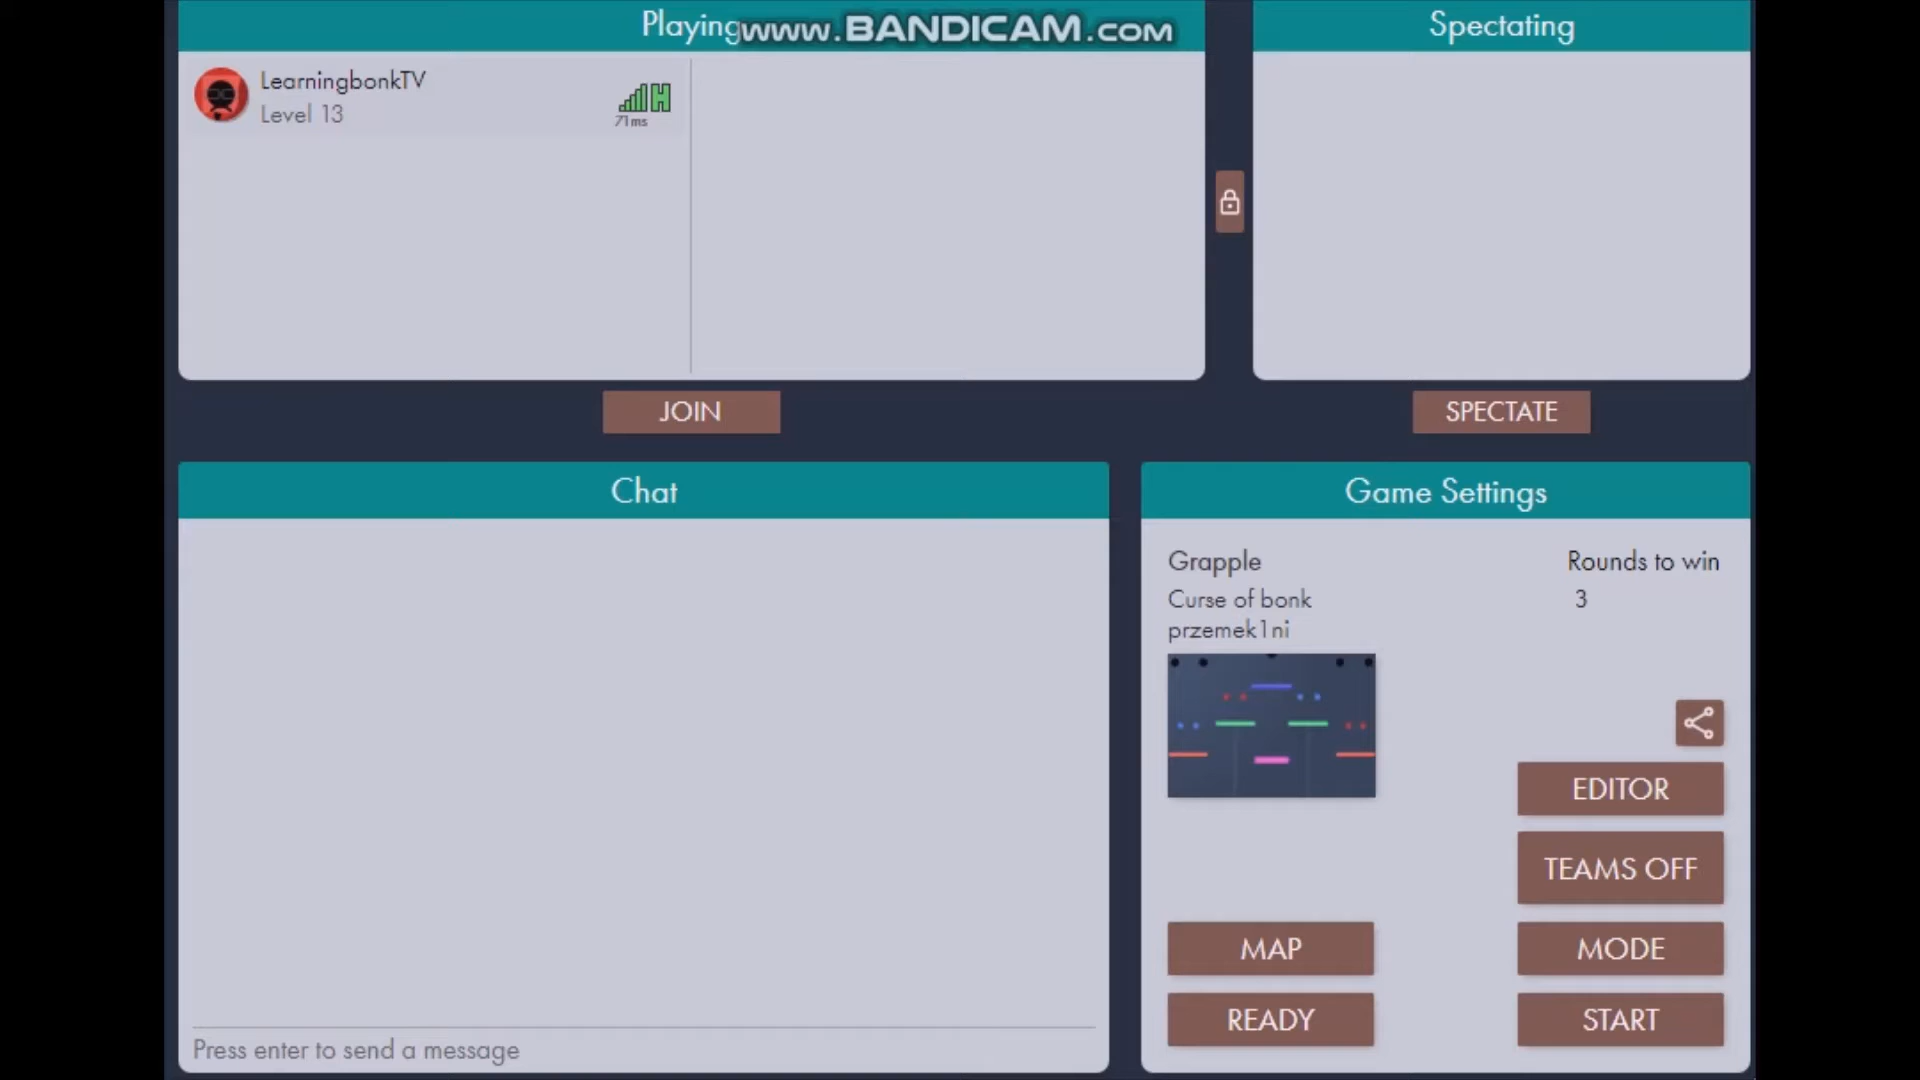 Playing
www.BANDICAM.com
Spectating
LearningbonkTV
Level 13
H
71ms
JOIN
SPECTATE
Chat
Game Settings
Grapple
Rounds to win
Curse of bonk
3
przemek1ni
EDITOR
TEAMS OFF
MAP
MODE
READY
START
Press enter to send a message